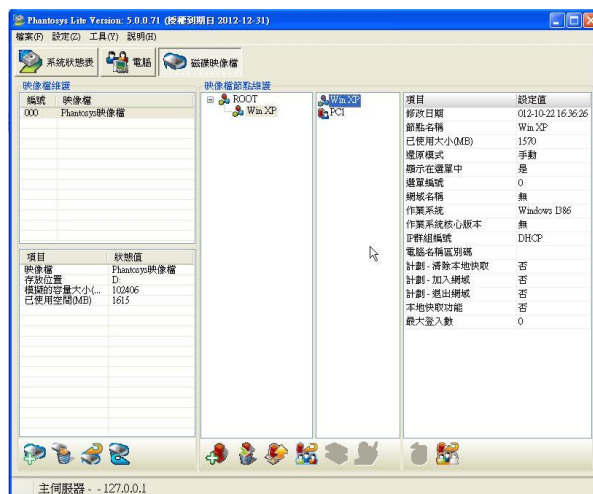 Phantosys Lite Version: 5.0.0.71 (授權到期日 2012-12-31)
檔案(F) 設定(Z) 工具(Y) 說明(H)
系統狀態表 電腦 磁碟映像檔
映像檔維護
編號 映像檔
000 Phantosys映像檔
項目 狀態值
映像檔 Phantosys映像檔
存放位置 D:
模擬的容量大小(... 102406
已使用空間(MB) 1615
映像檔節點維護
ROOT
Win XP
Win XP
PC1
項目 設定值
修改日期 012-10-22 16:36:26
節點名稱 Win XP
已使用大小(MB) 1570
還原模式 手動
顯示在選單中 是
選單編號 0
網域名稱 無
作業系統 Windows I386
作業系統核心版本 無
IP群組編號 DHCP
電腦名稱區別碼
計劃 - 清除本地快取 否
計劃 - 加入網域 否
計劃 - 退出網域 否
本地快取功能 否
最大登入數 0
主伺服器 - - 127.0.0.1